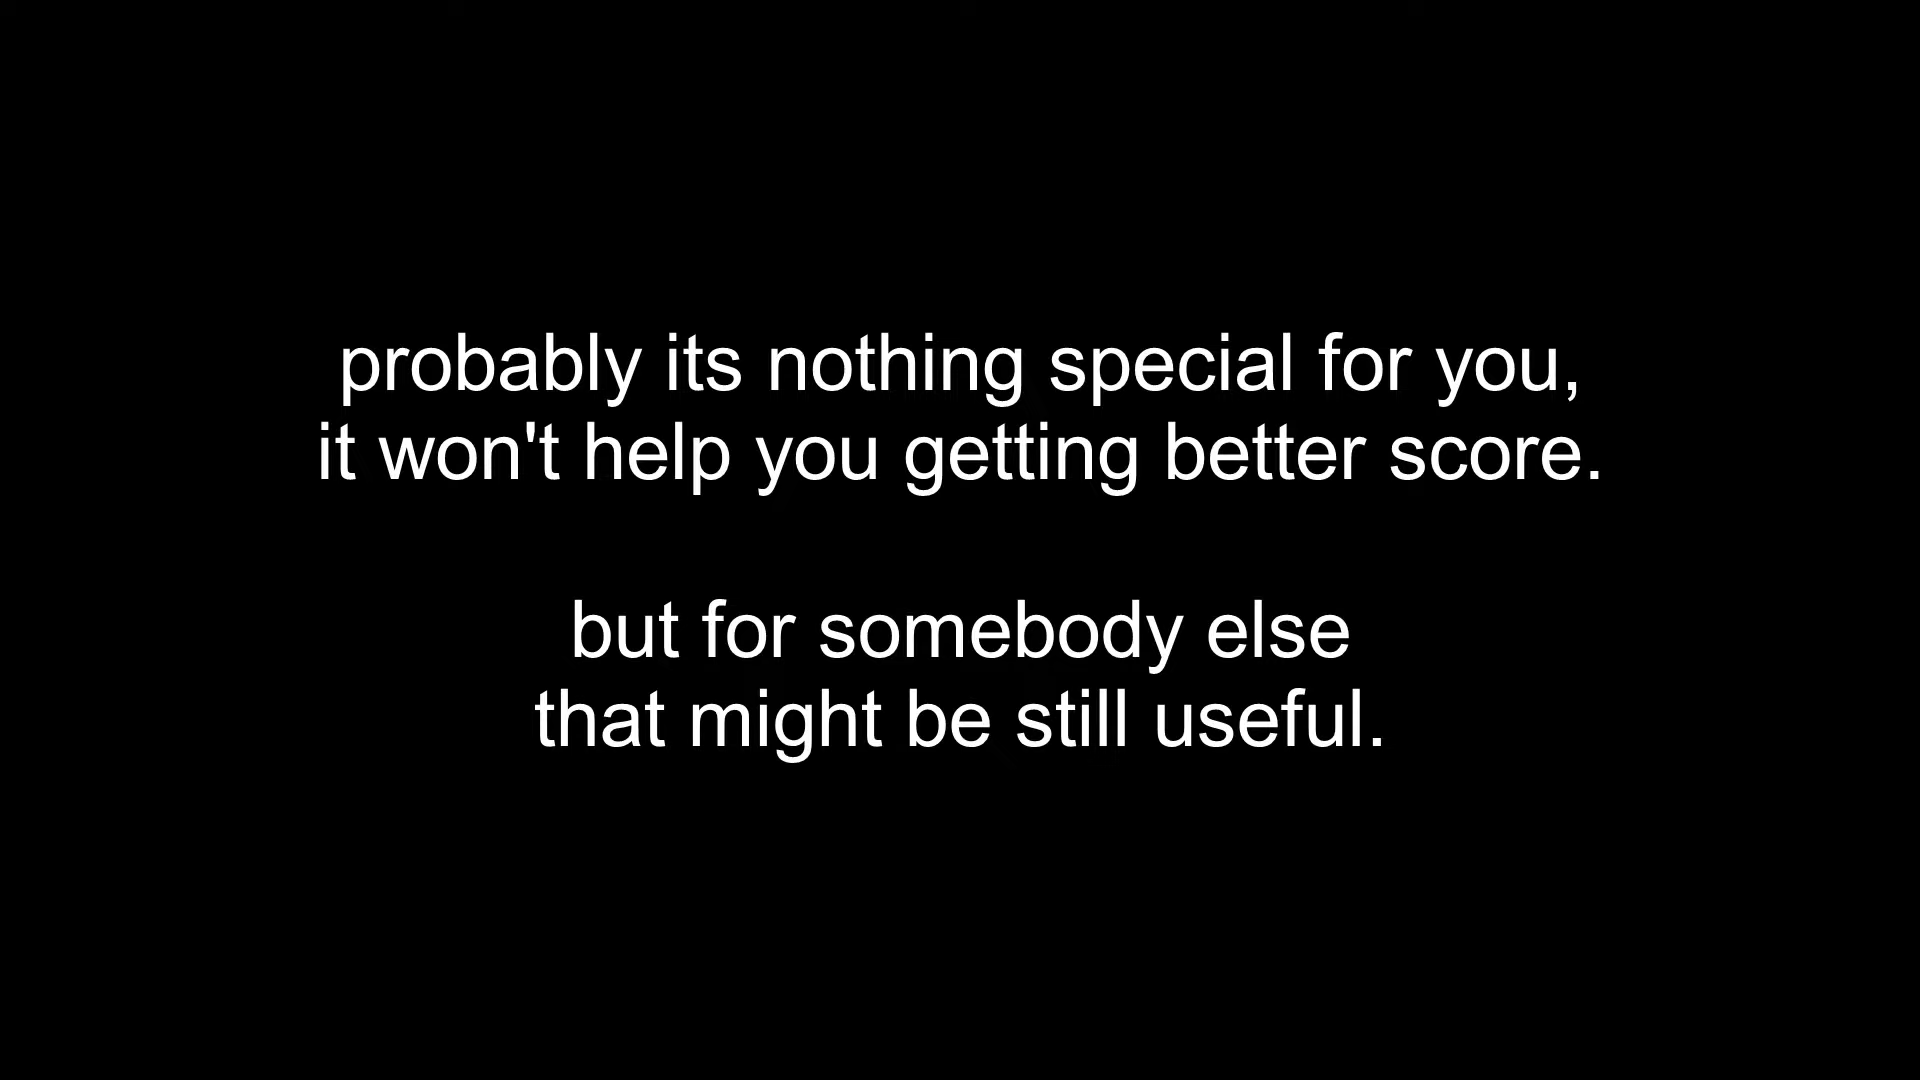 probably its nothing special for you,
it won't help you getting better score.
but for somebody else
that might be still useful.